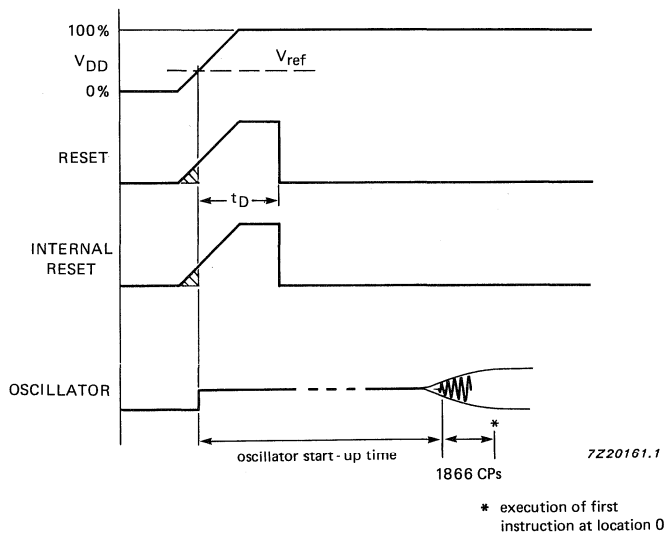 100%
V_DD
V_ref
0%
RESET
t_D
INTERNAL
RESET
OSCILLATOR
oscillator start-up time
1866 CPs
*
7Z20161.1
* execution of first
instruction at location 0